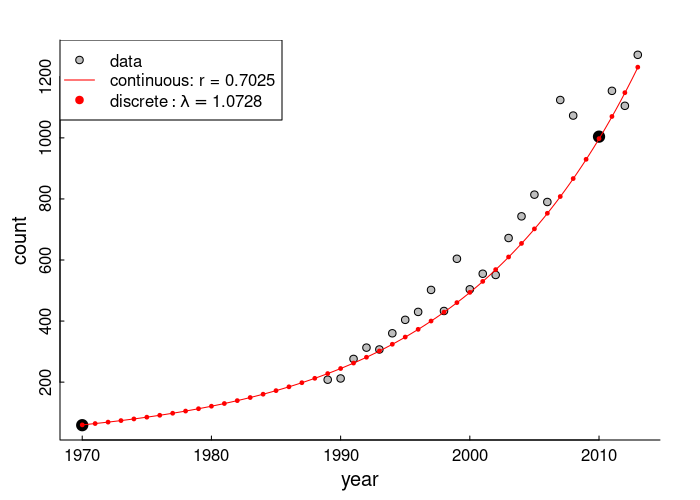 data
continuous: r = 0.7025
discrete : λ = 1.0728
count
200
400
600
800
1000
1200
1970
1980
1990
2000
2010
year